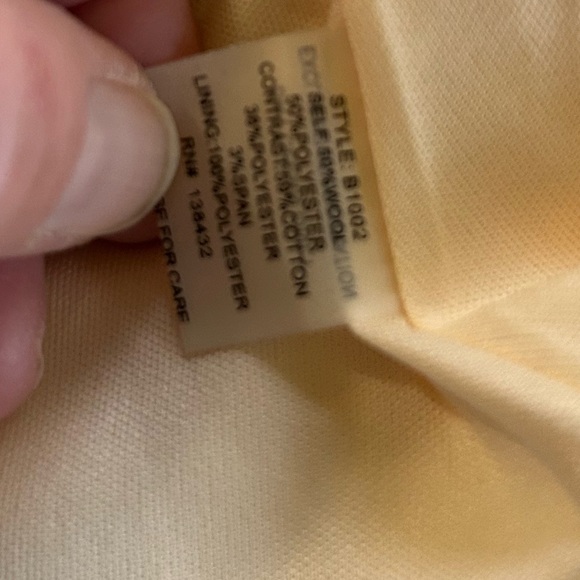 STYLE: B1002
SELF:50%WOOL
50%POLYESTER
CONTRAST:59%COTTON
38%POLYESTER
3%SPAN
LINING:100%POLYESTER
RN# 138432
FOR CARE